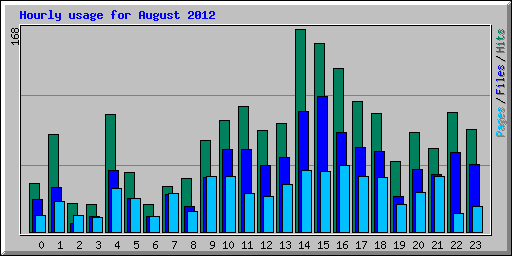 Hourly usage for August 2012
168
Pages/Files/Hits
0 1 2 3 4 5 6 7 8 9 10 11 12 13 14 15 16 17 18 19 20 21 22 23